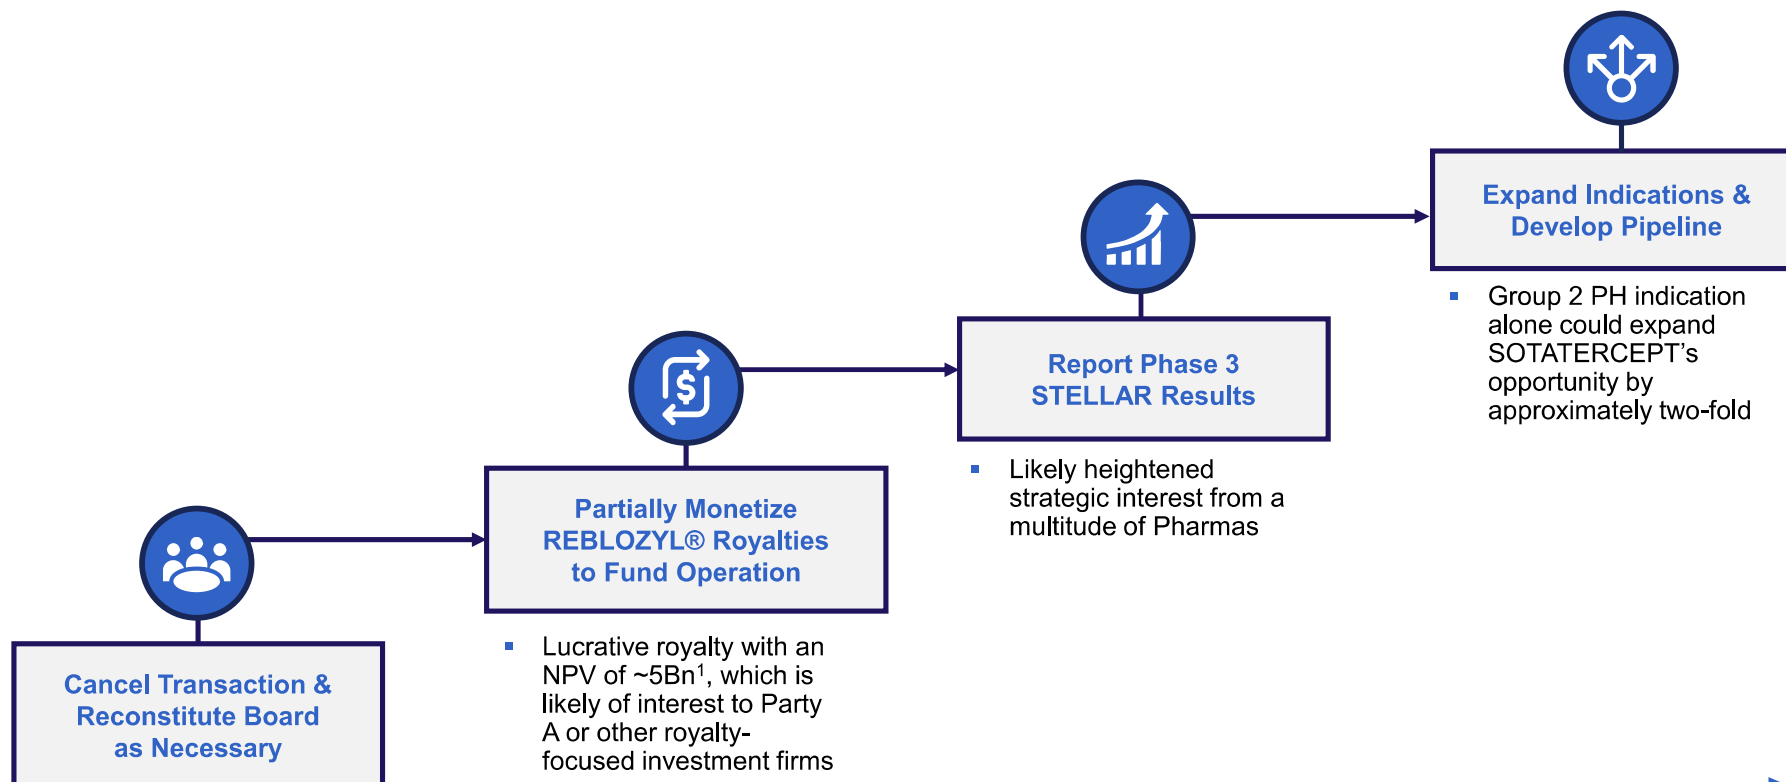 Cancel Transaction &
Reconstitute Board
as Necessary
Partially Monetize
REBLOZYL® Royalties
to Fund Operation
▪ Lucrative royalty with an
NPV of ~5Bn¹, which is
likely of interest to Party
A or other royalty-
focused investment firms
Report Phase 3
STELLAR Results
▪ Likely heightened
strategic interest from a
multitude of Pharmas
Expand Indications &
Develop Pipeline
▪ Group 2 PH indication
alone could expand
SOTATERCEPT’s
opportunity by
approximately two-fold
$